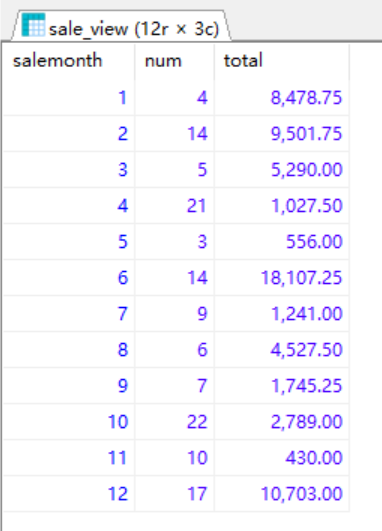 sale_view (12r × 3c)
salemonth num total
1 4 8,478.75
2 14 9,501.75
3 5 5,290.00
4 21 1,027.50
5 3 556.00
6 14 18,107.25
7 9 1,241.00
8 6 4,527.50
9 7 1,745.25
10 22 2,789.00
11 10 430.00
12 17 10,703.00